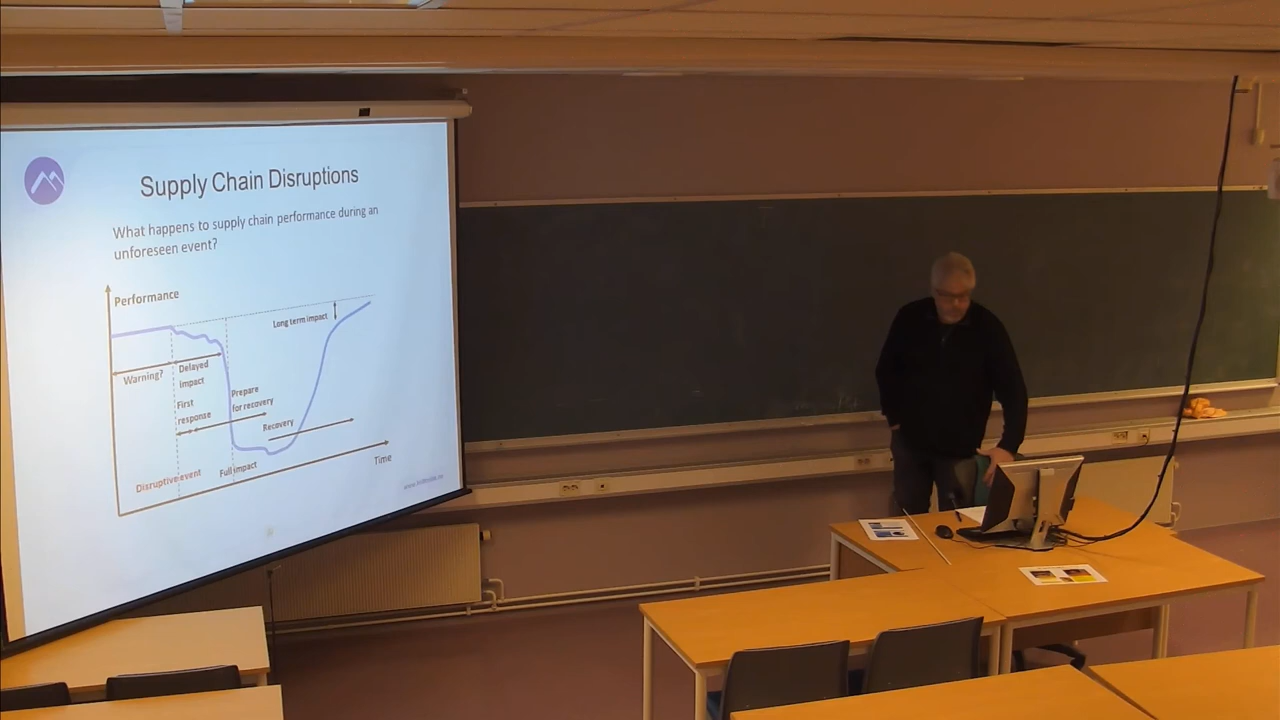 Supply Chain Disruptions
What happens to supply chain performance during an
unforeseen event?
Performance
Long term impact
Warning?
Delayed
impact
First
response
Prepare
for recovery
Recovery
Disruptive event
Full impact
Time